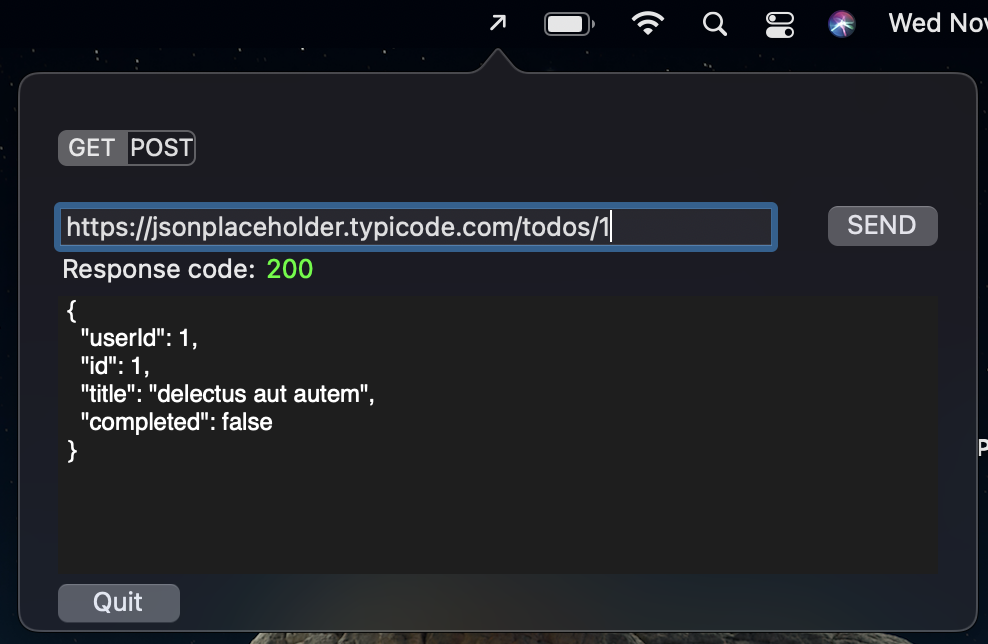 Wed Nov
GET POST
https://jsonplaceholder.typicode.com/todos/1
SEND
Response code: 200
{
"userId": 1,
"id": 1,
"title": "delectus aut autem",
"completed": false
}
P
Quit